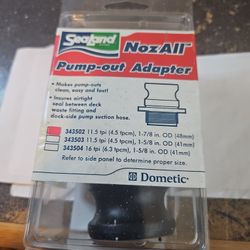 SeaLand NozAll™
Pump-out Adapter
• Makes pump-outs
clean, easy and fast!
• Insures airtight
seal between deck
waste fitting and
dock-side pump suction hose.
343502 11.5 tpi (4.5 tpcm), 1-7/8 in. OD (48mm)
343503 11.5 tpi (4.5 tpcm), 1-5/8 in. OD (41mm)
343504 16 tpi (6.3 tpcm), 1-5/8 in. OD (41mm)
Refer to side panel to determine proper size.
Dometic